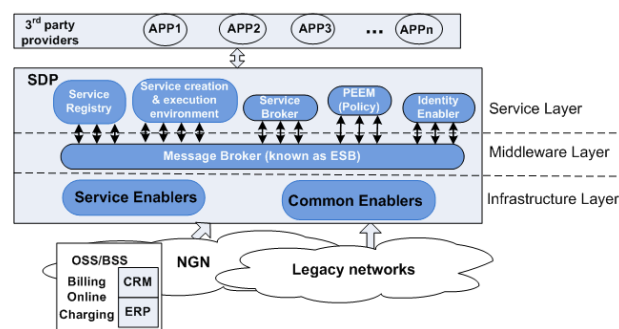 3rd party
providers
APP1
APP2
APP3
...
APPn
SDP
Service
Registry
Service creation
& execution
environment
Service
Broker
PEEM
(Policy)
Identity
Enabler
Service Layer
Message Broker (known as ESB)
Middleware Layer
Service Enablers
Common Enablers
Infrastructure Layer
OSS/BSS
Billing
Online
Charging
CRM
ERP
NGN
Legacy networks